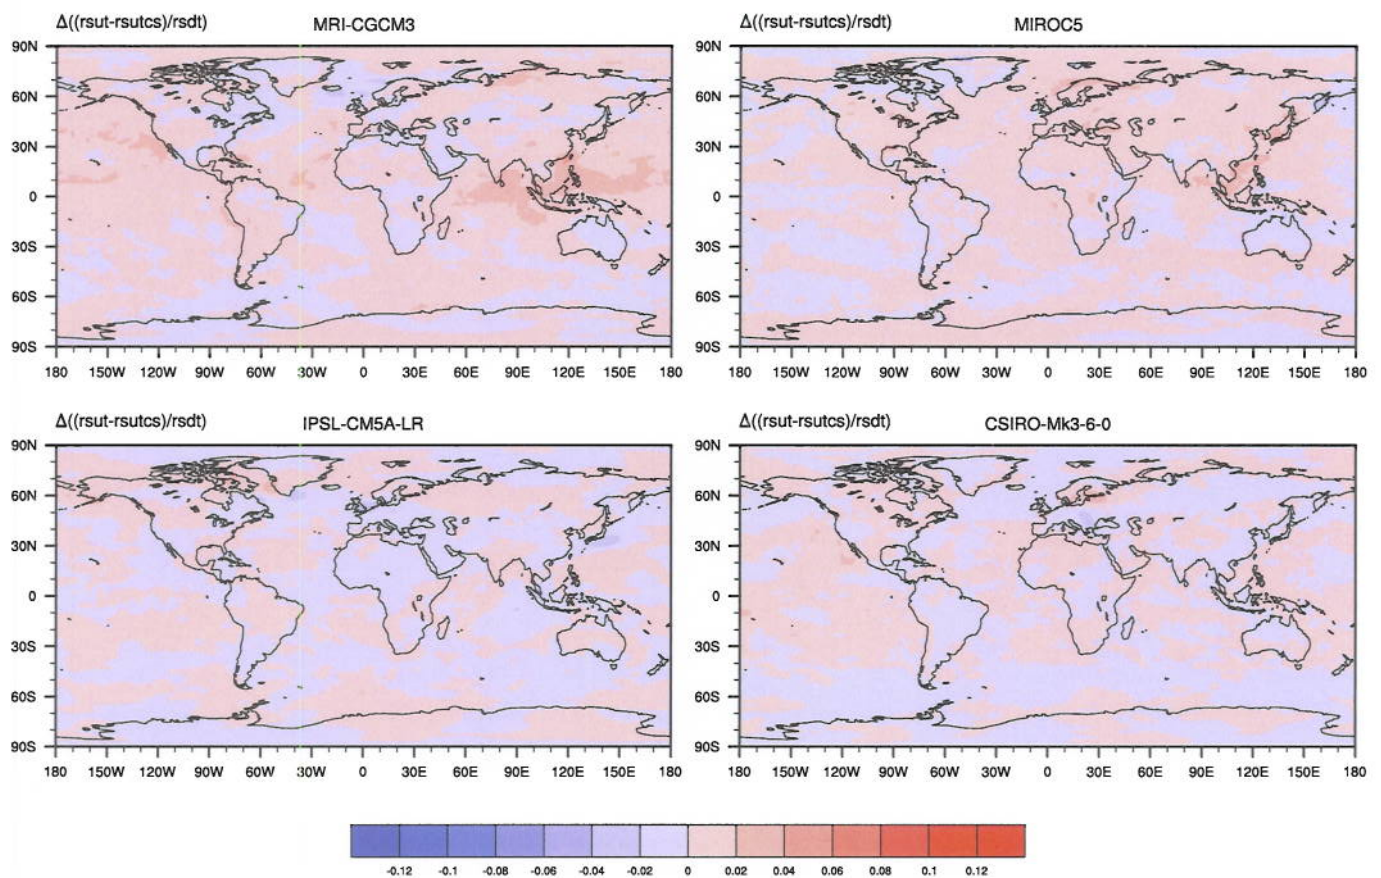 Δ((rsut-rsutcs)/rsdt) MRI-CGCM3
90N
60N
30N
0
30S
60S
90S
180 150W 120W 90W 60W 30W 0 30E 60E 90E 120E 150E 180
Δ((rsut-rsutcs)/rsdt) MIROC5
90N
60N
30N
0
30S
60S
90S
180 150W 120W 90W 60W 30W 0 30E 60E 90E 120E 150E 180
Δ((rsut-rsutcs)/rsdt) IPSL-CM5A-LR
90N
60N
30N
0
30S
60S
90S
180 150W 120W 90W 60W 30W 0 30E 60E 90E 120E 150E 180
Δ((rsut-rsutcs)/rsdt) CSIRO-Mk3-6-0
90N
60N
30N
0
30S
60S
90S
180 150W 120W 90W 60W 30W 0 30E 60E 90E 120E 150E 180
-0.12 -0.1 -0.08 -0.06 -0.04 -0.02 0 0.02 0.04 0.06 0.08 0.1 0.12